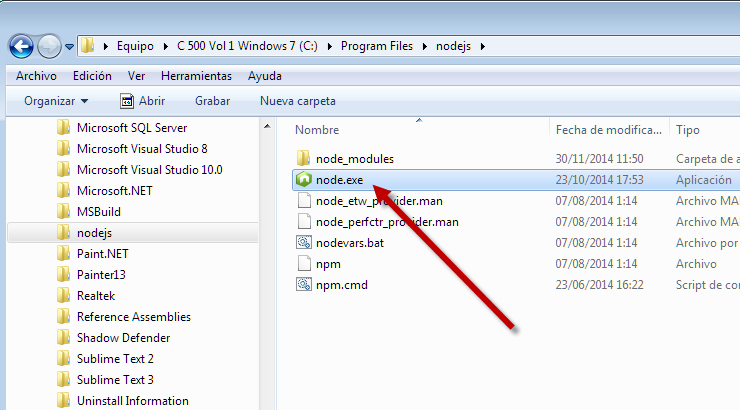 Equipo C 500 Vol 1 Windows 7 (C:) Program Files nodejs
Archivo Edición Ver Herramientas Ayuda
Organizar Abrir Grabar Nueva carpeta
Microsoft SQL Server
Microsoft Visual Studio 8
Microsoft Visual Studio 10.0
Microsoft.NET
MSBuild
nodejs
Paint.NET
Painter13
Realtek
Reference Assemblies
Shadow Defender
Sublime Text 2
Sublime Text 3
Uninstall Information
Nombre Fecha de modifica... Tipo
node_modules 30/11/2014 11:50 Carpeta de a
node.exe 23/10/2014 17:53 Aplicación
node_etw_provider.man 07/08/2014 1:14 Archivo MA
node_perfctr_provider.man 07/08/2014 1:14 Archivo MA
nodevars.bat 07/08/2014 1:14 Archivo por
npm 07/08/2014 1:14 Archivo
npm.cmd 23/06/2014 16:22 Script de co